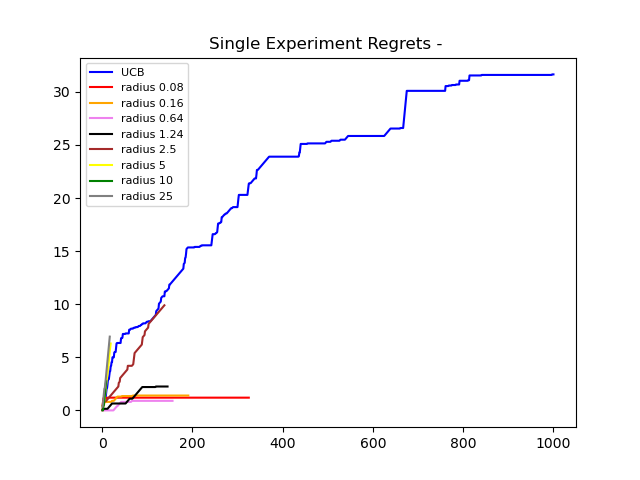 Single Experiment Regrets -
UCB
radius 0.08
radius 0.16
radius 0.64
radius 1.24
radius 2.5
radius 5
radius 10
radius 25
30
25
20
15
10
5
0
0 200 400 600 800 1000